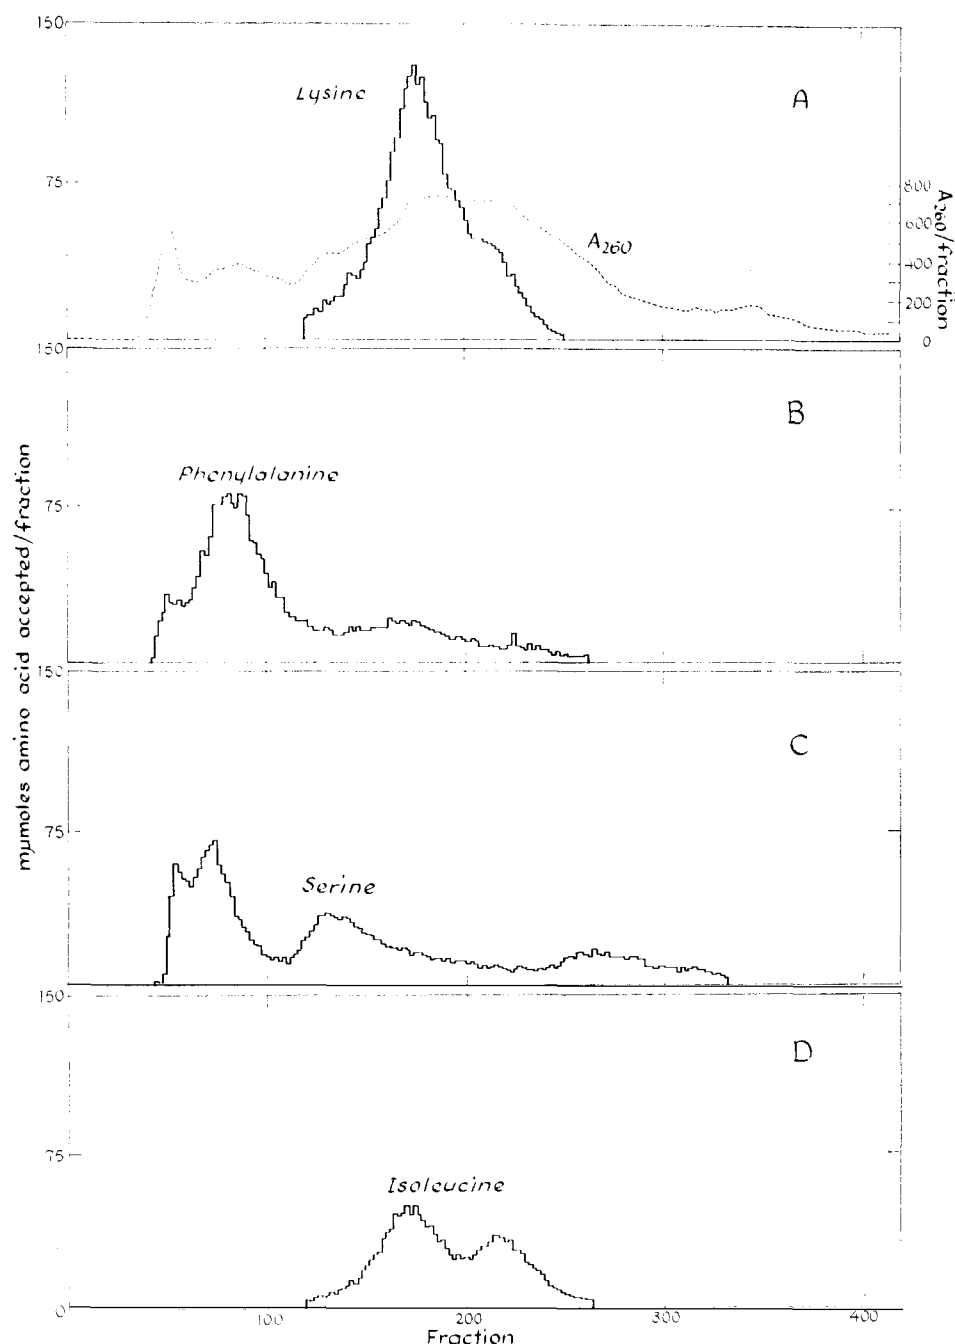 150
Lysine
A
75
800
600
400
200
0
A260/fraction
A260
150
B
Phenylalanine
75
mμmoles amino acid accepted/fraction
150
C
75
Serine
150
D
75
Isoleucine
0
100
200
300
400
Fraction